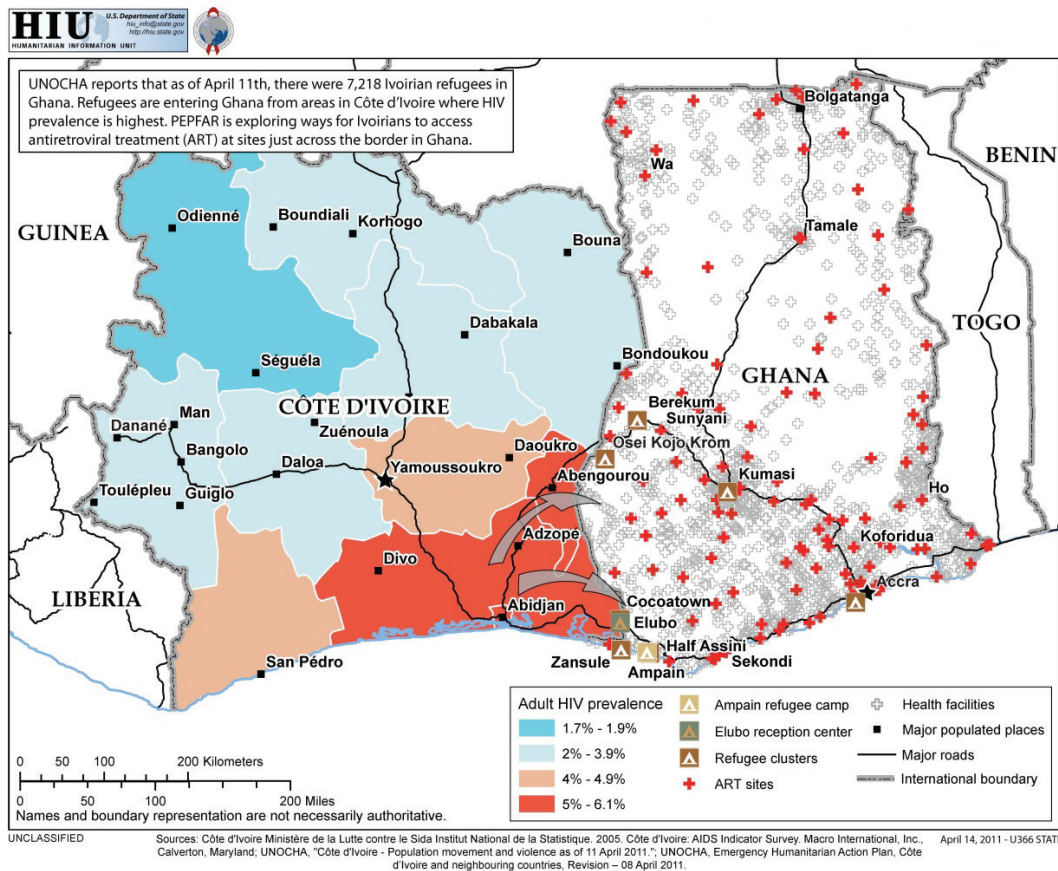 HIU
U.S. Department of State
hiu_info@state.gov
http://hiu.state.gov
HUMANITARIAN INFORMATION UNIT
UNOCHA reports that as of April 11th, there were 7,218 Ivoirian refugees in
Ghana. Refugees are entering Ghana from areas in Côte d'Ivoire where HIV
prevalence is highest. PEPFAR is exploring ways for Ivoirians to access
antiretroviral treatment (ART) at sites just across the border in Ghana.
Bolgatanga
BENIN
Wa
GUINEA
Odienné
Boundiali
Korhogo
Tamale
Bouna
Dabakala
TOGO
Séguéla
Bondoukou
GHANA
CÔTE D'IVOIRE
Berekum
Sunyani
Man
Danané
Zuénoula
Osei Kojo Krom
Bangolo
Daoukro
Daloa
Yamoussoukro
Abengourou
Kumasi
Toulépleu
Guiglo
Ho
Adzopé
Koforidua
Divo
LIBERIA
Accra
Abidjan
Cocoatown
Elubo
San Pédro
Zansule
Half Assini
Ampain
Sekondi
Adult HIV prevalence
1.7% - 1.9%
2% - 3.9%
4% - 4.9%
5% - 6.1%
Ampain refugee camp
Elubo reception center
Refugee clusters
ART sites
Health facilities
Major populated places
Major roads
International boundary
0 50 100 200 Kilometers
0 50 100 200 Miles
Names and boundary representation are not necessarily authoritative.
UNCLASSIFIED
Sources: Côte d'Ivoire Ministère de la Lutte contre le Sida Institut National de la Statistique. 2005. Côte d'Ivoire: AIDS Indicator Survey. Macro International, Inc.,
Calverton, Maryland; UNOCHA, "Côte d'Ivoire - Population movement and violence as of 11 April 2011."; UNOCHA, Emergency Humanitarian Action Plan, Côte
d'Ivoire and neighbouring countries, Revision – 08 April 2011.
April 14, 2011 - U366 STATE